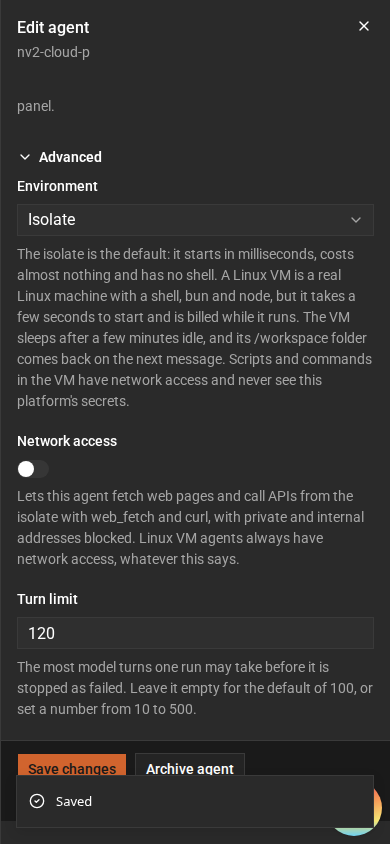 Edit agent
nv2-cloud-p
panel.
Advanced
Environment
Isolate
The isolate is the default: it starts in milliseconds, costs
almost nothing and has no shell. A Linux VM is a real
Linux machine with a shell, bun and node, but it takes a
few seconds to start and is billed while it runs. The VM
sleeps after a few minutes idle, and its /workspace folder
comes back on the next message. Scripts and commands
in the VM have network access and never see this
platform's secrets.
Network access
Lets this agent fetch web pages and call APIs from the
isolate with web_fetch and curl, with private and internal
addresses blocked. Linux VM agents always have
network access, whatever this says.
Turn limit
120
The most model turns one run may take before it is
stopped as failed. Leave it empty for the default of 100, or
set a number from 10 to 500.
Save changes
Archive agent
Saved